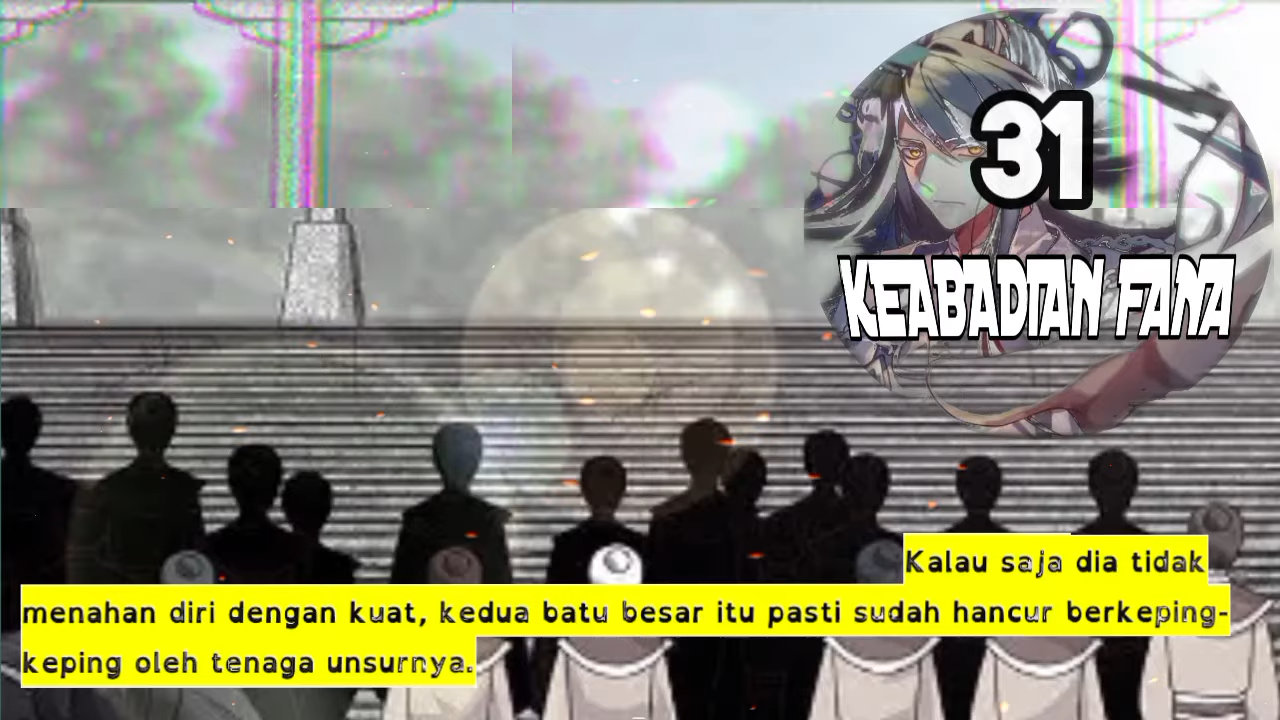 31
KEABADIAN FANA
Kalau saja dia tidak
menahan diri dengan kuat, kedua batu besar itu pasti sudah hancur berkeping-
keping oleh tenaga unsurnya.